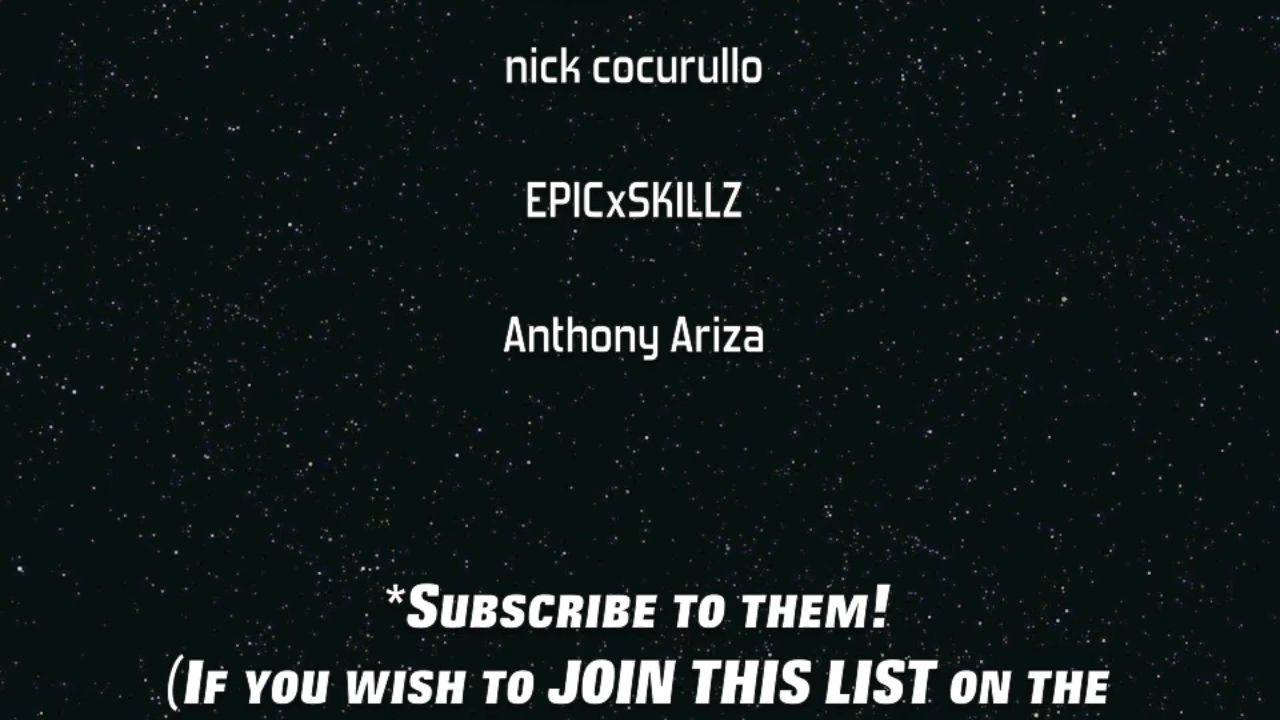 nick cocurullo
EPICxSKILLZ
Anthony Ariza
*SUBSCRIBE TO THEM!
(IF YOU WISH TO JOIN THIS LIST ON THE